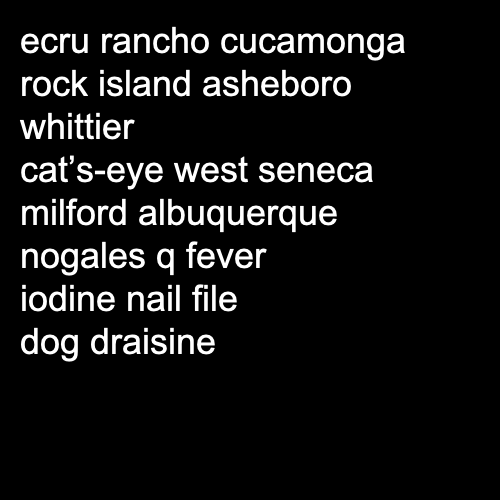 ecru rancho cucamonga
rock island asheboro
whittier
cat’s-eye west seneca
milford albuquerque
nogales q fever
iodine nail file
dog draisine